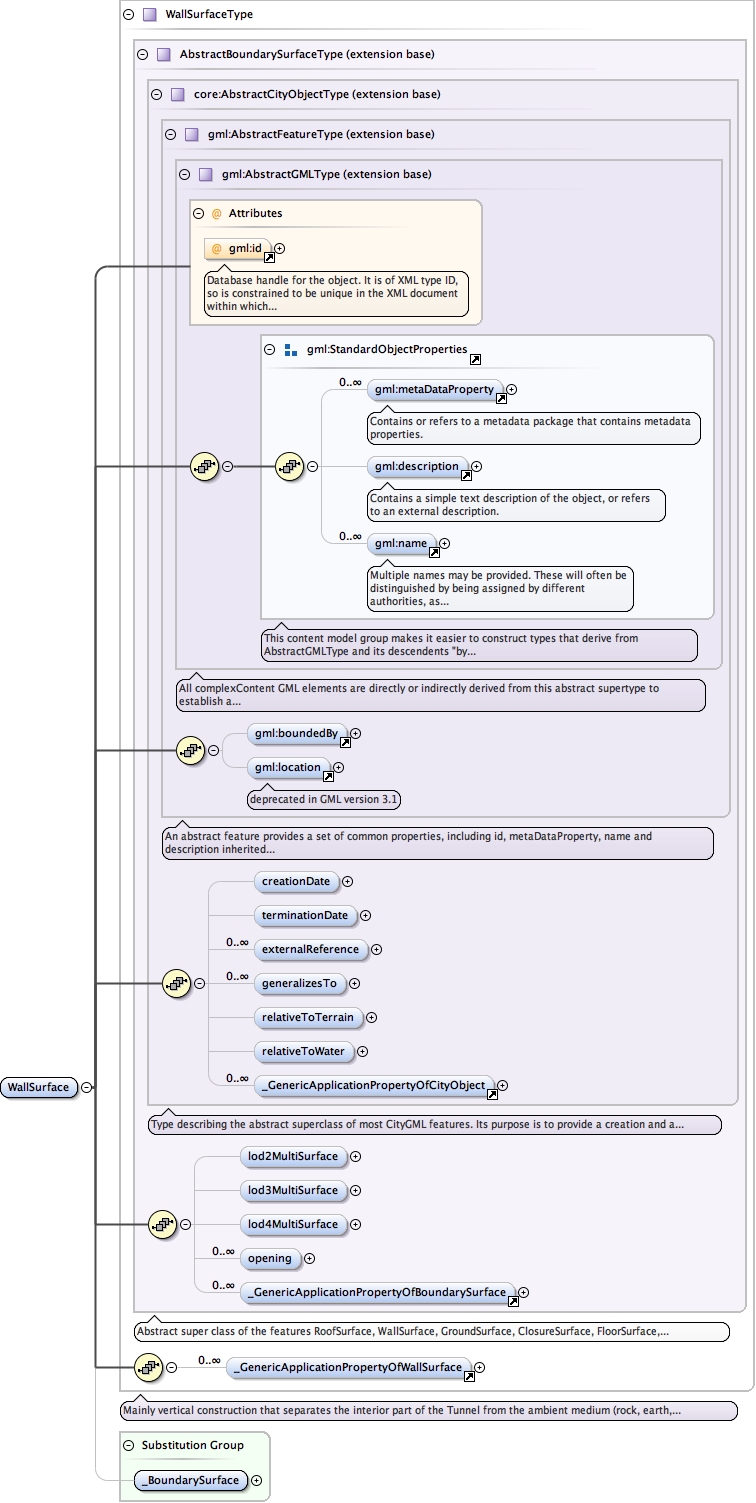 WallSurfaceType
AbstractBoundarySurfaceType (extension base)
core:AbstractCityObjectType (extension base)
gml:AbstractFeatureType (extension base)
gml:AbstractGMLType (extension base)
@ Attributes
@ gml:id
Database handle for the object. It is of XML type ID,
so is constrained to be unique in the XML document
within which...
gml:StandardObjectProperties
0..∞
gml:metaDataProperty
Contains or refers to a metadata package that contains metadata
properties.
gml:description
Contains a simple text description of the object, or refers
to an external description.
0..∞
gml:name
Multiple names may be provided. These will often be
distinguished by being assigned by different
authorities, as...
This content model group makes it easier to construct types that derive from
AbstractGMLType and its descendents "by...
All complexContent GML elements are directly or indirectly derived from this abstract supertype to
establish a...
gml:boundedBy
gml:location
deprecated in GML version 3.1
An abstract feature provides a set of common properties, including id, metaDataProperty, name and
description inherited...
creationDate
terminationDate
0..∞
externalReference
0..∞
generalizesTo
relativeToTerrain
relativeToWater
0..∞
_GenericApplicationPropertyOfCityObject
WallSurface
Type describing the abstract superclass of most CityGML features. Its purpose is to provide a creation and a...
lod2MultiSurface
lod3MultiSurface
lod4MultiSurface
0..∞
opening
0..∞
_GenericApplicationPropertyOfBoundarySurface
Abstract super class of the features RoofSurface, WallSurface, GroundSurface, ClosureSurface, FloorSurface,...
0..∞
_GenericApplicationPropertyOfWallSurface
Mainly vertical construction that separates the interior part of the Tunnel from the ambient medium (rock, earth,...
Substitution Group
_BoundarySurface